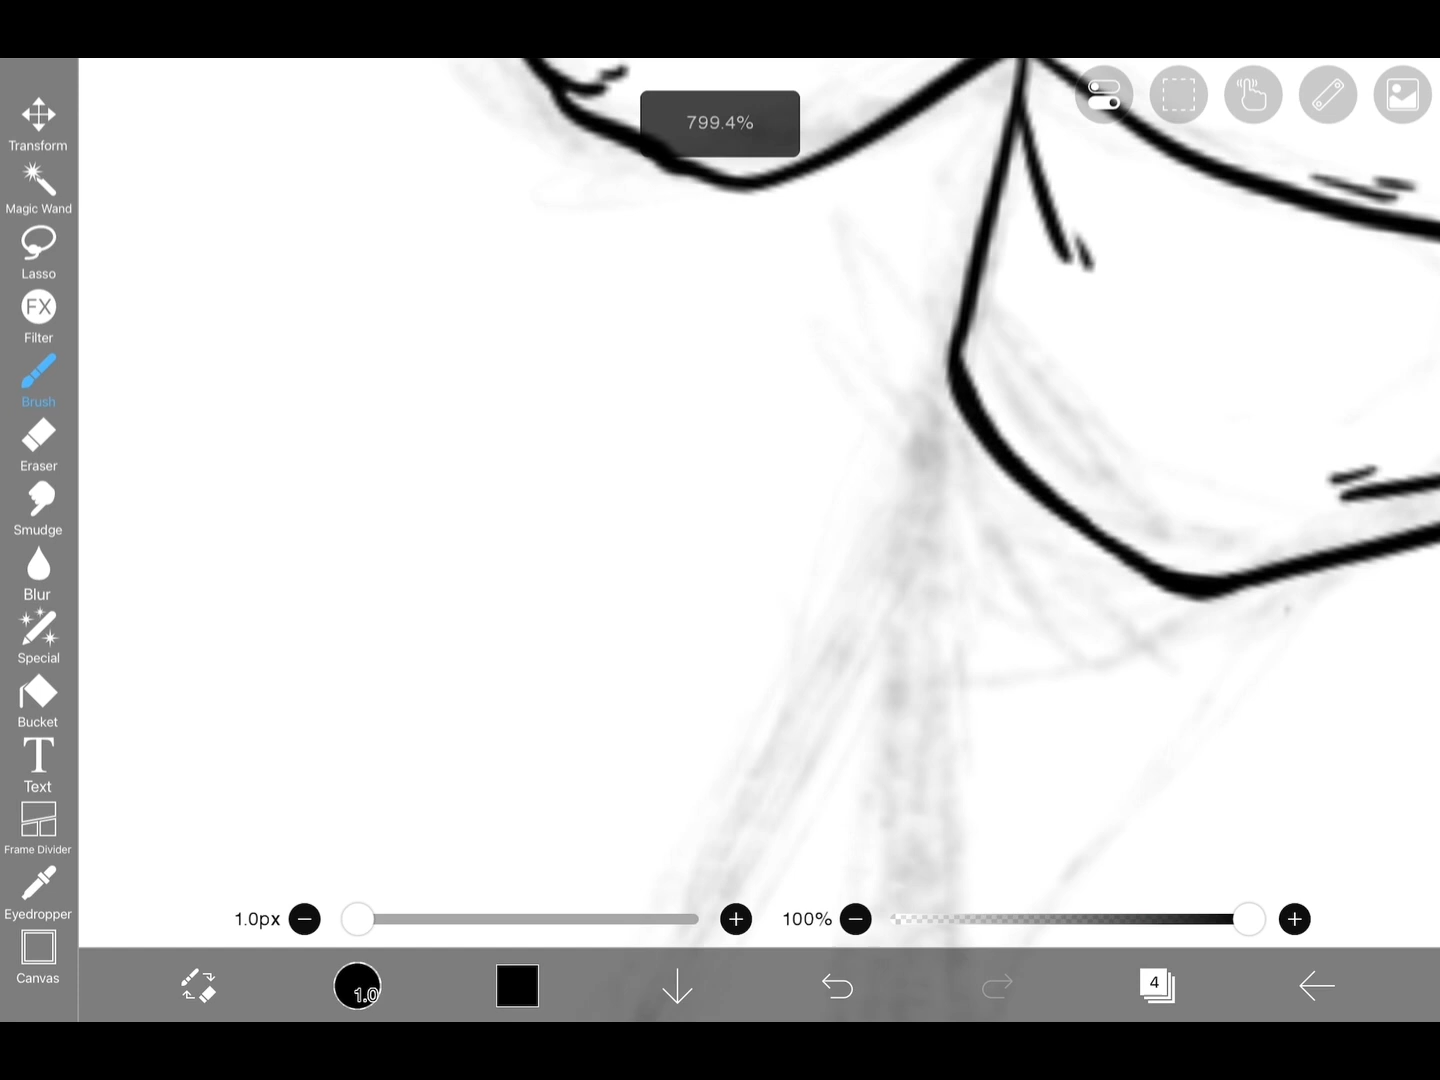 799.4%
Transform
Magic Wand
Lasso
FX
Filter
Brush
Eraser
Smudge
Blur
Special
Bucket
T
Text
Frame Divider
Eyedropper
Canvas
1.0px
100%
1.0
4